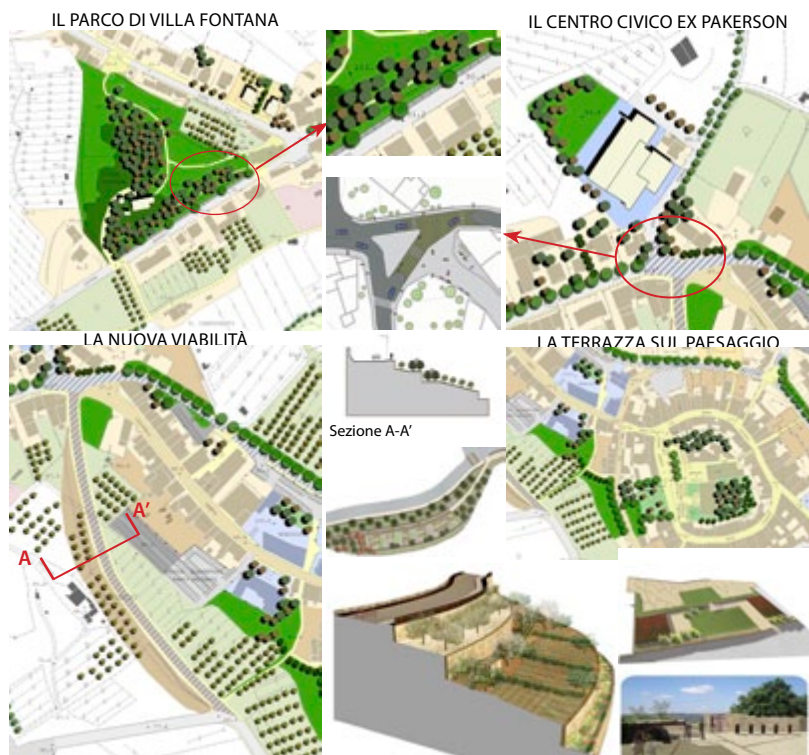 IL PARCO DI VILLA FONTANA
IL CENTRO CIVICO EX PAKERSON
LA NUOVA VIABILITÀ
LA TERRAZZA SUL PAESAGGIO
Sezione A-A'
A'
A